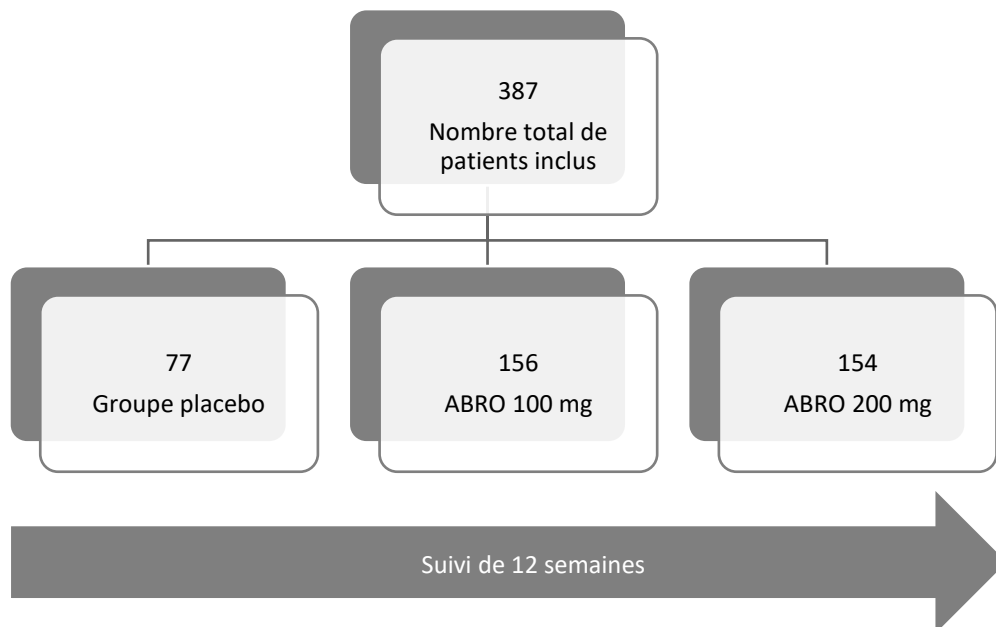 387
Nombre total de
patients inclus
77
Groupe placebo
156
ABRO 100 mg
154
ABRO 200 mg
Suivi de 12 semaines